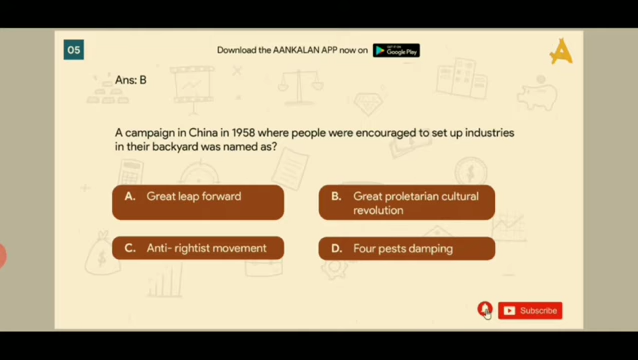 05
Download the AANKALAN APP now on
GET IT ON
Google Play
Ans: B
A campaign in China in 1958 where people were encouraged to set up industries
in their backyard was named as?
A. Great leap forward
B. Great proletarian cultural
revolution
C. Anti- rightist movement
D. Four pests damping
Subscribe